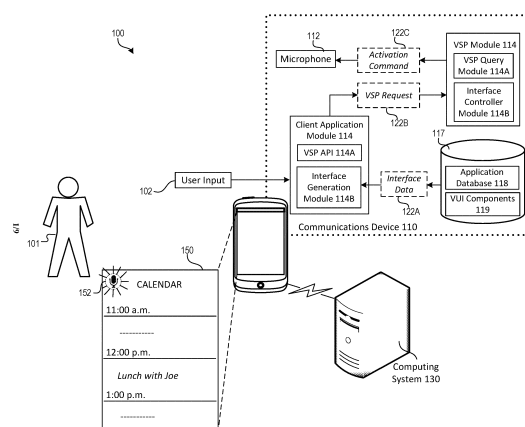 100
112
Microphone
122C
Activation
Command
VSP Module 114
VSP Query
Module 114A
Interface
Controller
Module 114B
VSP Request
122B
Client Application
Module 114
VSP API 114A
Interface
Generation
Module 114B
117
Application
Database 118
VUI Components
119
Interface
Data
122A
102
User Input
Communications Device 110
101
1/9
150
152
CALENDAR
11:00 a.m.
-----------
12:00 p.m.
Lunch with Joe
1:00 p.m.
-----------
Computing
System 130